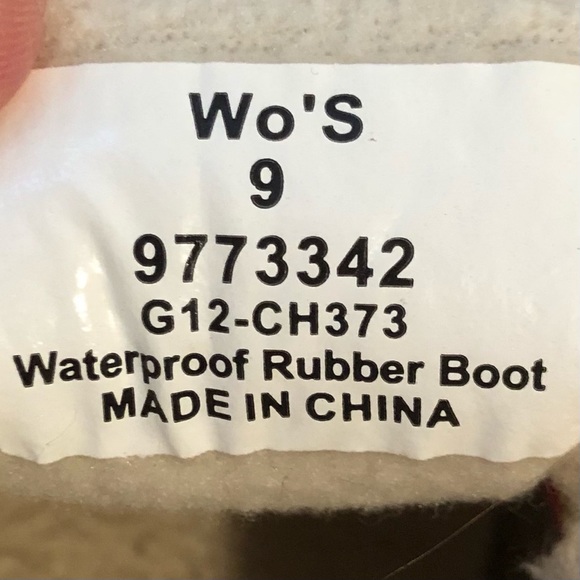 Wo'S
9
9773342
G12-CH373
Waterproof Rubber Boot
MADE IN CHINA